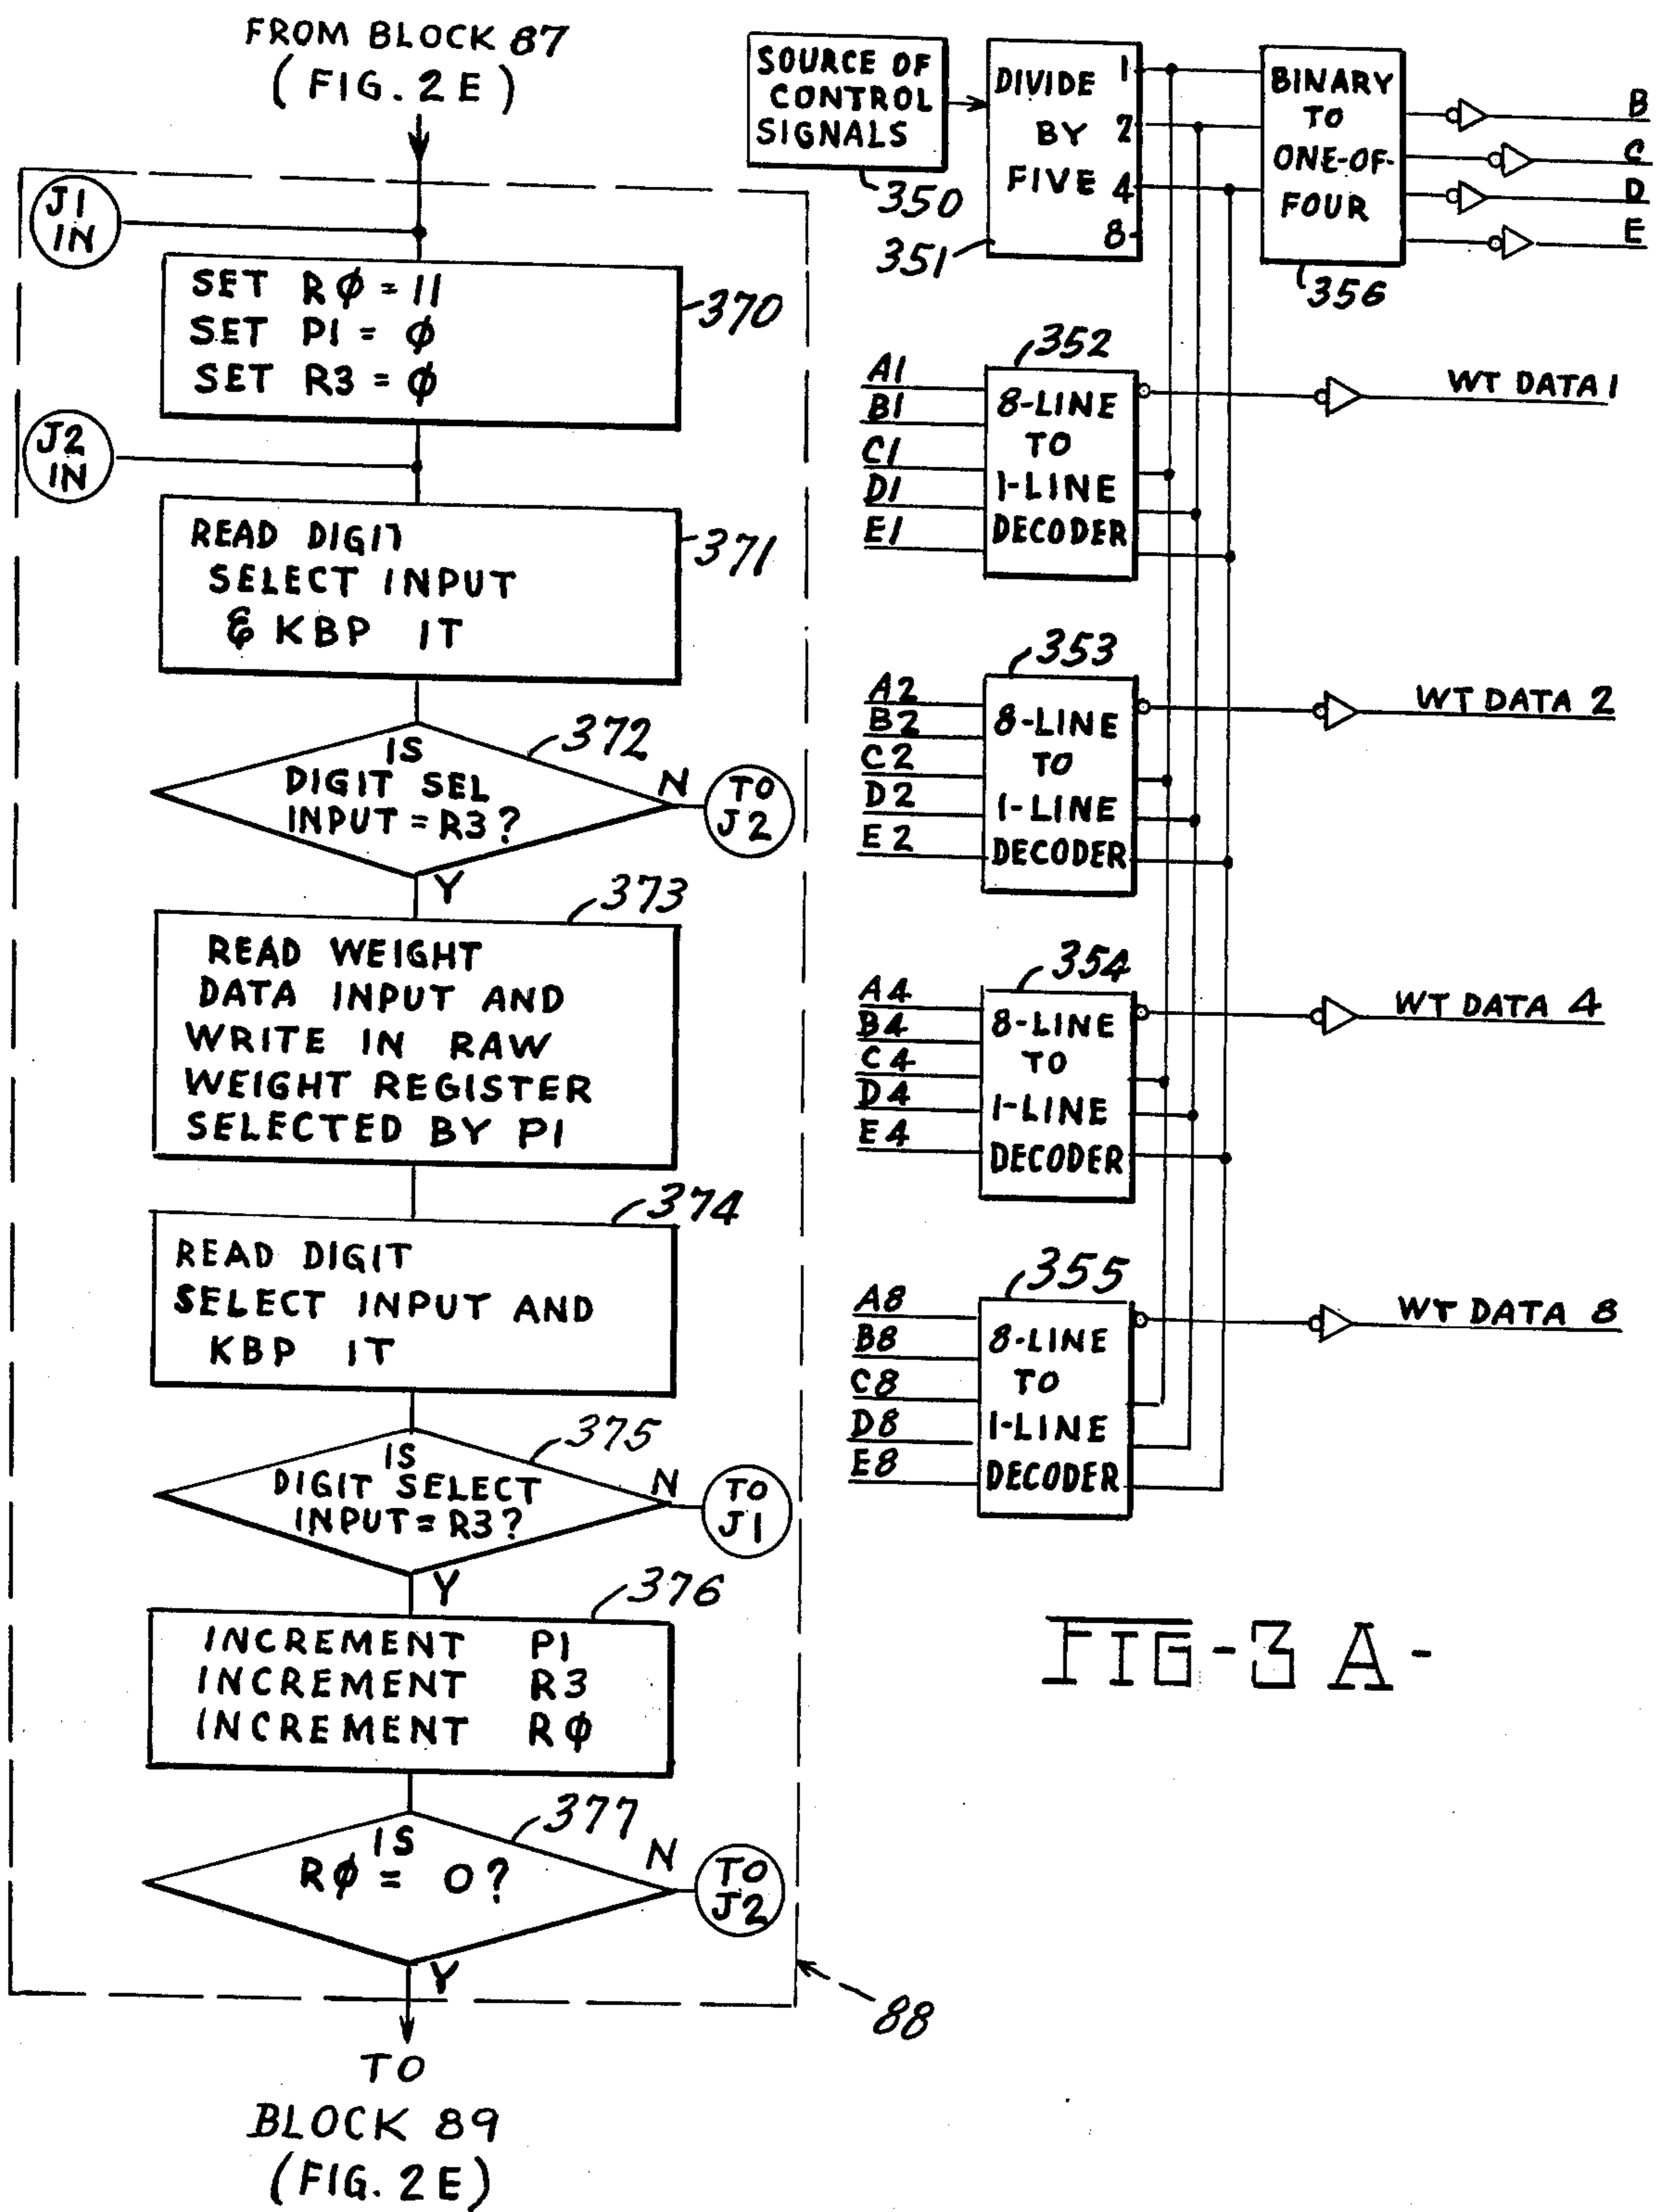 FROM BLOCK 87
(FIG. 2E)
J1
IN
SET RΦ = 11
SET P1 = Φ
SET R3 = Φ
370
J2
IN
READ DIGIT
SELECT INPUT
& KBP IT
371
IS
DIGIT SEL
INPUT = R3?
372
N
TO
J2
Y
373
READ WEIGHT
DATA INPUT AND
WRITE IN RAW
WEIGHT REGISTER
SELECTED BY P1
374
READ DIGIT
SELECT INPUT AND
KBP IT
375
IS
DIGIT SELECT
INPUT = R3?
N
TO
J1
Y
376
INCREMENT P1
INCREMENT R3
INCREMENT RΦ
377
IS
RΦ = 0?
N
TO
J2
Y
88
TO
BLOCK 89
(FIG. 2E)
SOURCE OF
CONTROL
SIGNALS
350
DIVIDE 1
BY 2
FIVE 4
8
351
BINARY
TO
ONE-OF-
FOUR
356
B
C
D
E
352
A1
B1
C1
D1
E1
8-LINE
TO
1-LINE
DECODER
WT DATA 1
353
A2
B2
C2
D2
E2
8-LINE
TO
1-LINE
DECODER
WT DATA 2
354
A4
B4
C4
D4
E4
8-LINE
TO
1-LINE
DECODER
WT DATA 4
355
A8
B8
C8
D8
E8
8-LINE
TO
1-LINE
DECODER
WT DATA 8
FIG-3A-